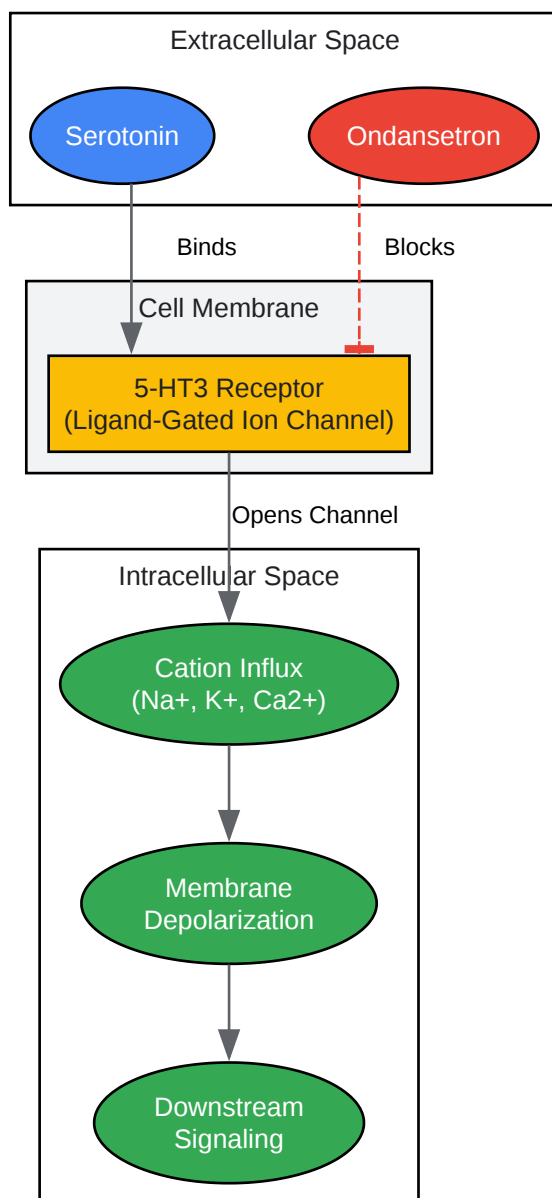 Extracellular Space
Serotonin
Ondansetron
Binds
Blocks
Cell Membrane
5-HT3 Receptor
(Ligand-Gated Ion Channel)
Opens Channel
Intracellular Space
Cation Influx
(Na+, K+, Ca2+)
Membrane
Depolarization
Downstream
Signaling